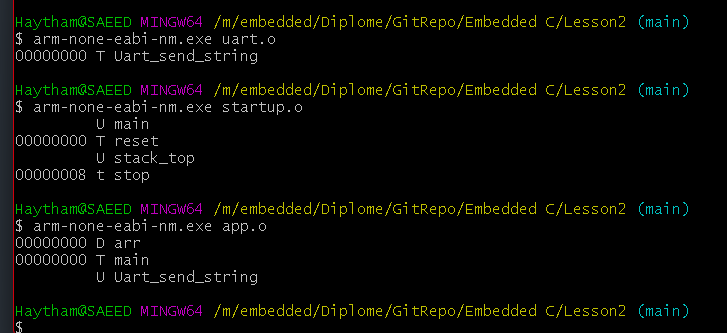 Haytham@SAEED MINGW64 /m/embedded/Diplome/GitRepo/Embedded C/Lesson2 (main)
$ arm-none-eabi-nm.exe uart.o
00000000 T Uart_send_string
Haytham@SAEED MINGW64 /m/embedded/Diplome/GitRepo/Embedded C/Lesson2 (main)
$ arm-none-eabi-nm.exe startup.o
         U main
00000000 T reset
         U stack_top
00000008 t stop
Haytham@SAEED MINGW64 /m/embedded/Diplome/GitRepo/Embedded C/Lesson2 (main)
$ arm-none-eabi-nm.exe app.o
00000000 D arr
00000000 T main
         U Uart_send_string
Haytham@SAEED MINGW64 /m/embedded/Diplome/GitRepo/Embedded C/Lesson2 (main)
$